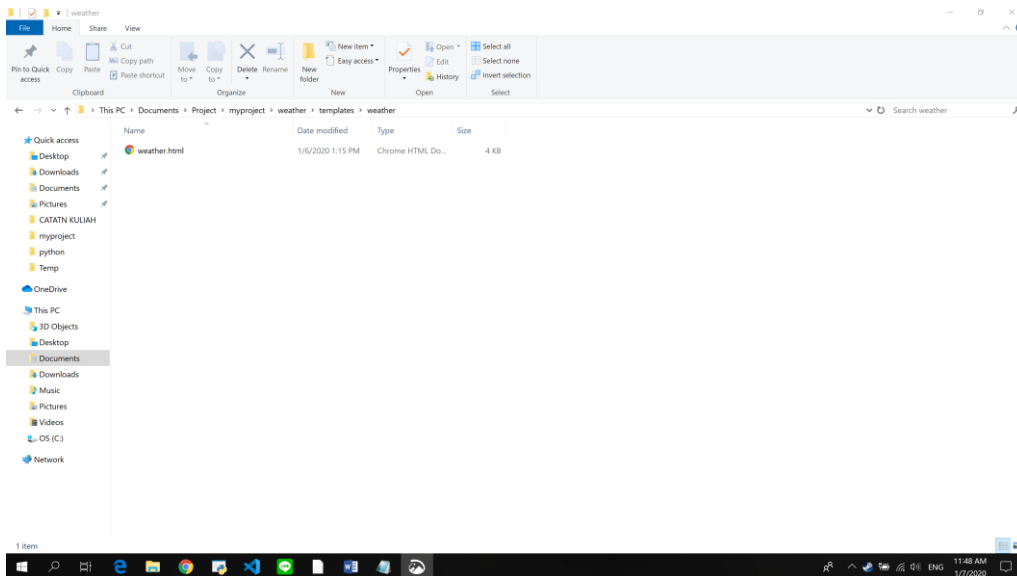 weather
File Home Share View
Pin to Quick access
Copy
Paste
Cut
Copy path
Paste shortcut
Clipboard
Move to
Copy to
Delete
Rename
Organize
New folder
New item
Easy access
New
Properties
Open
Edit
History
Open
Select all
Select none
Invert selection
Select
This PC > Documents > Project > myproject > weather > templates > weather
Search weather
Name Date modified Type Size
weather.html 1/6/2020 1:15 PM Chrome HTML Do... 4 KB
Quick access
Desktop
Downloads
Documents
Pictures
CATATN KULIAH
myproject
python
Temp
OneDrive
This PC
3D Objects
Desktop
Documents
Downloads
Music
Pictures
Videos
OS (C:)
Network
1 item
ENG
11:48 AM
1/7/2020